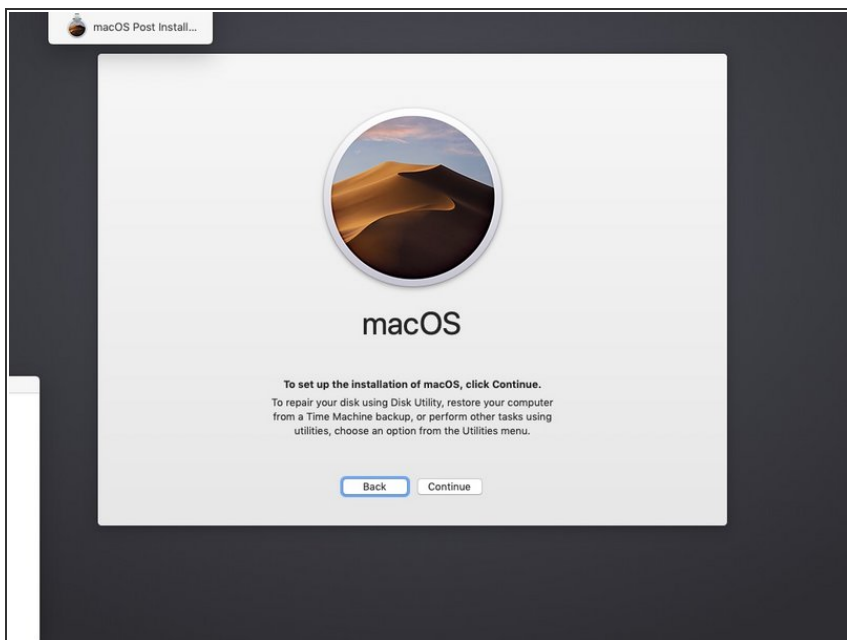 macOS Post Install...
macOS
To set up the installation of macOS, click Continue.
To repair your disk using Disk Utility, restore your computer
from a Time Machine backup, or perform other tasks using
utilities, choose an option from the Utilities menu.
Back
Continue